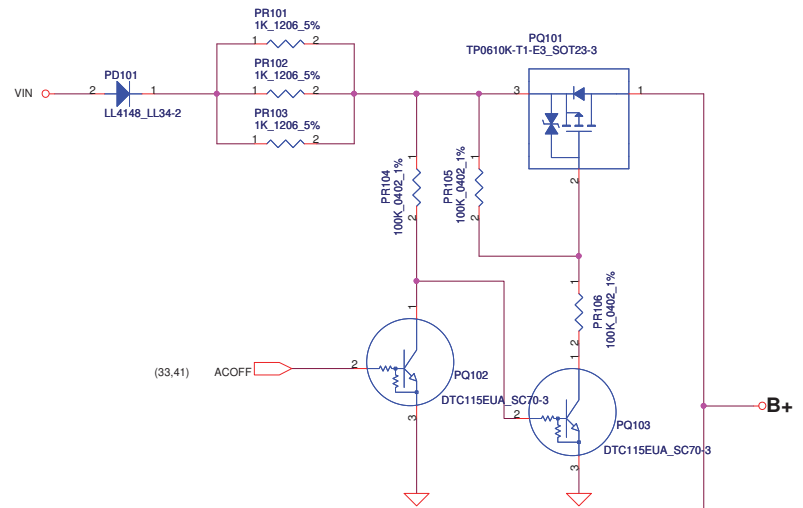 PR101
1K_1206_5%
1 2
PR102
1K_1206_5%
1 2
PR103
1K_1206_5%
1 2
VIN
2
PD101
1
LL4148_LL34-2
PQ101
TP0610K-T1-E3_SOT23-3
3
1
2
1
PR104
100K_0402_1%
2
1
PR105
100K_0402_1%
2
1
PR106
100K_0402_1%
2
1
(33,41)
ACOFF
2
PQ102
DTC115EUA_SC70-3
3
1
2
PQ103
DTC115EUA_SC70-3
3
B+